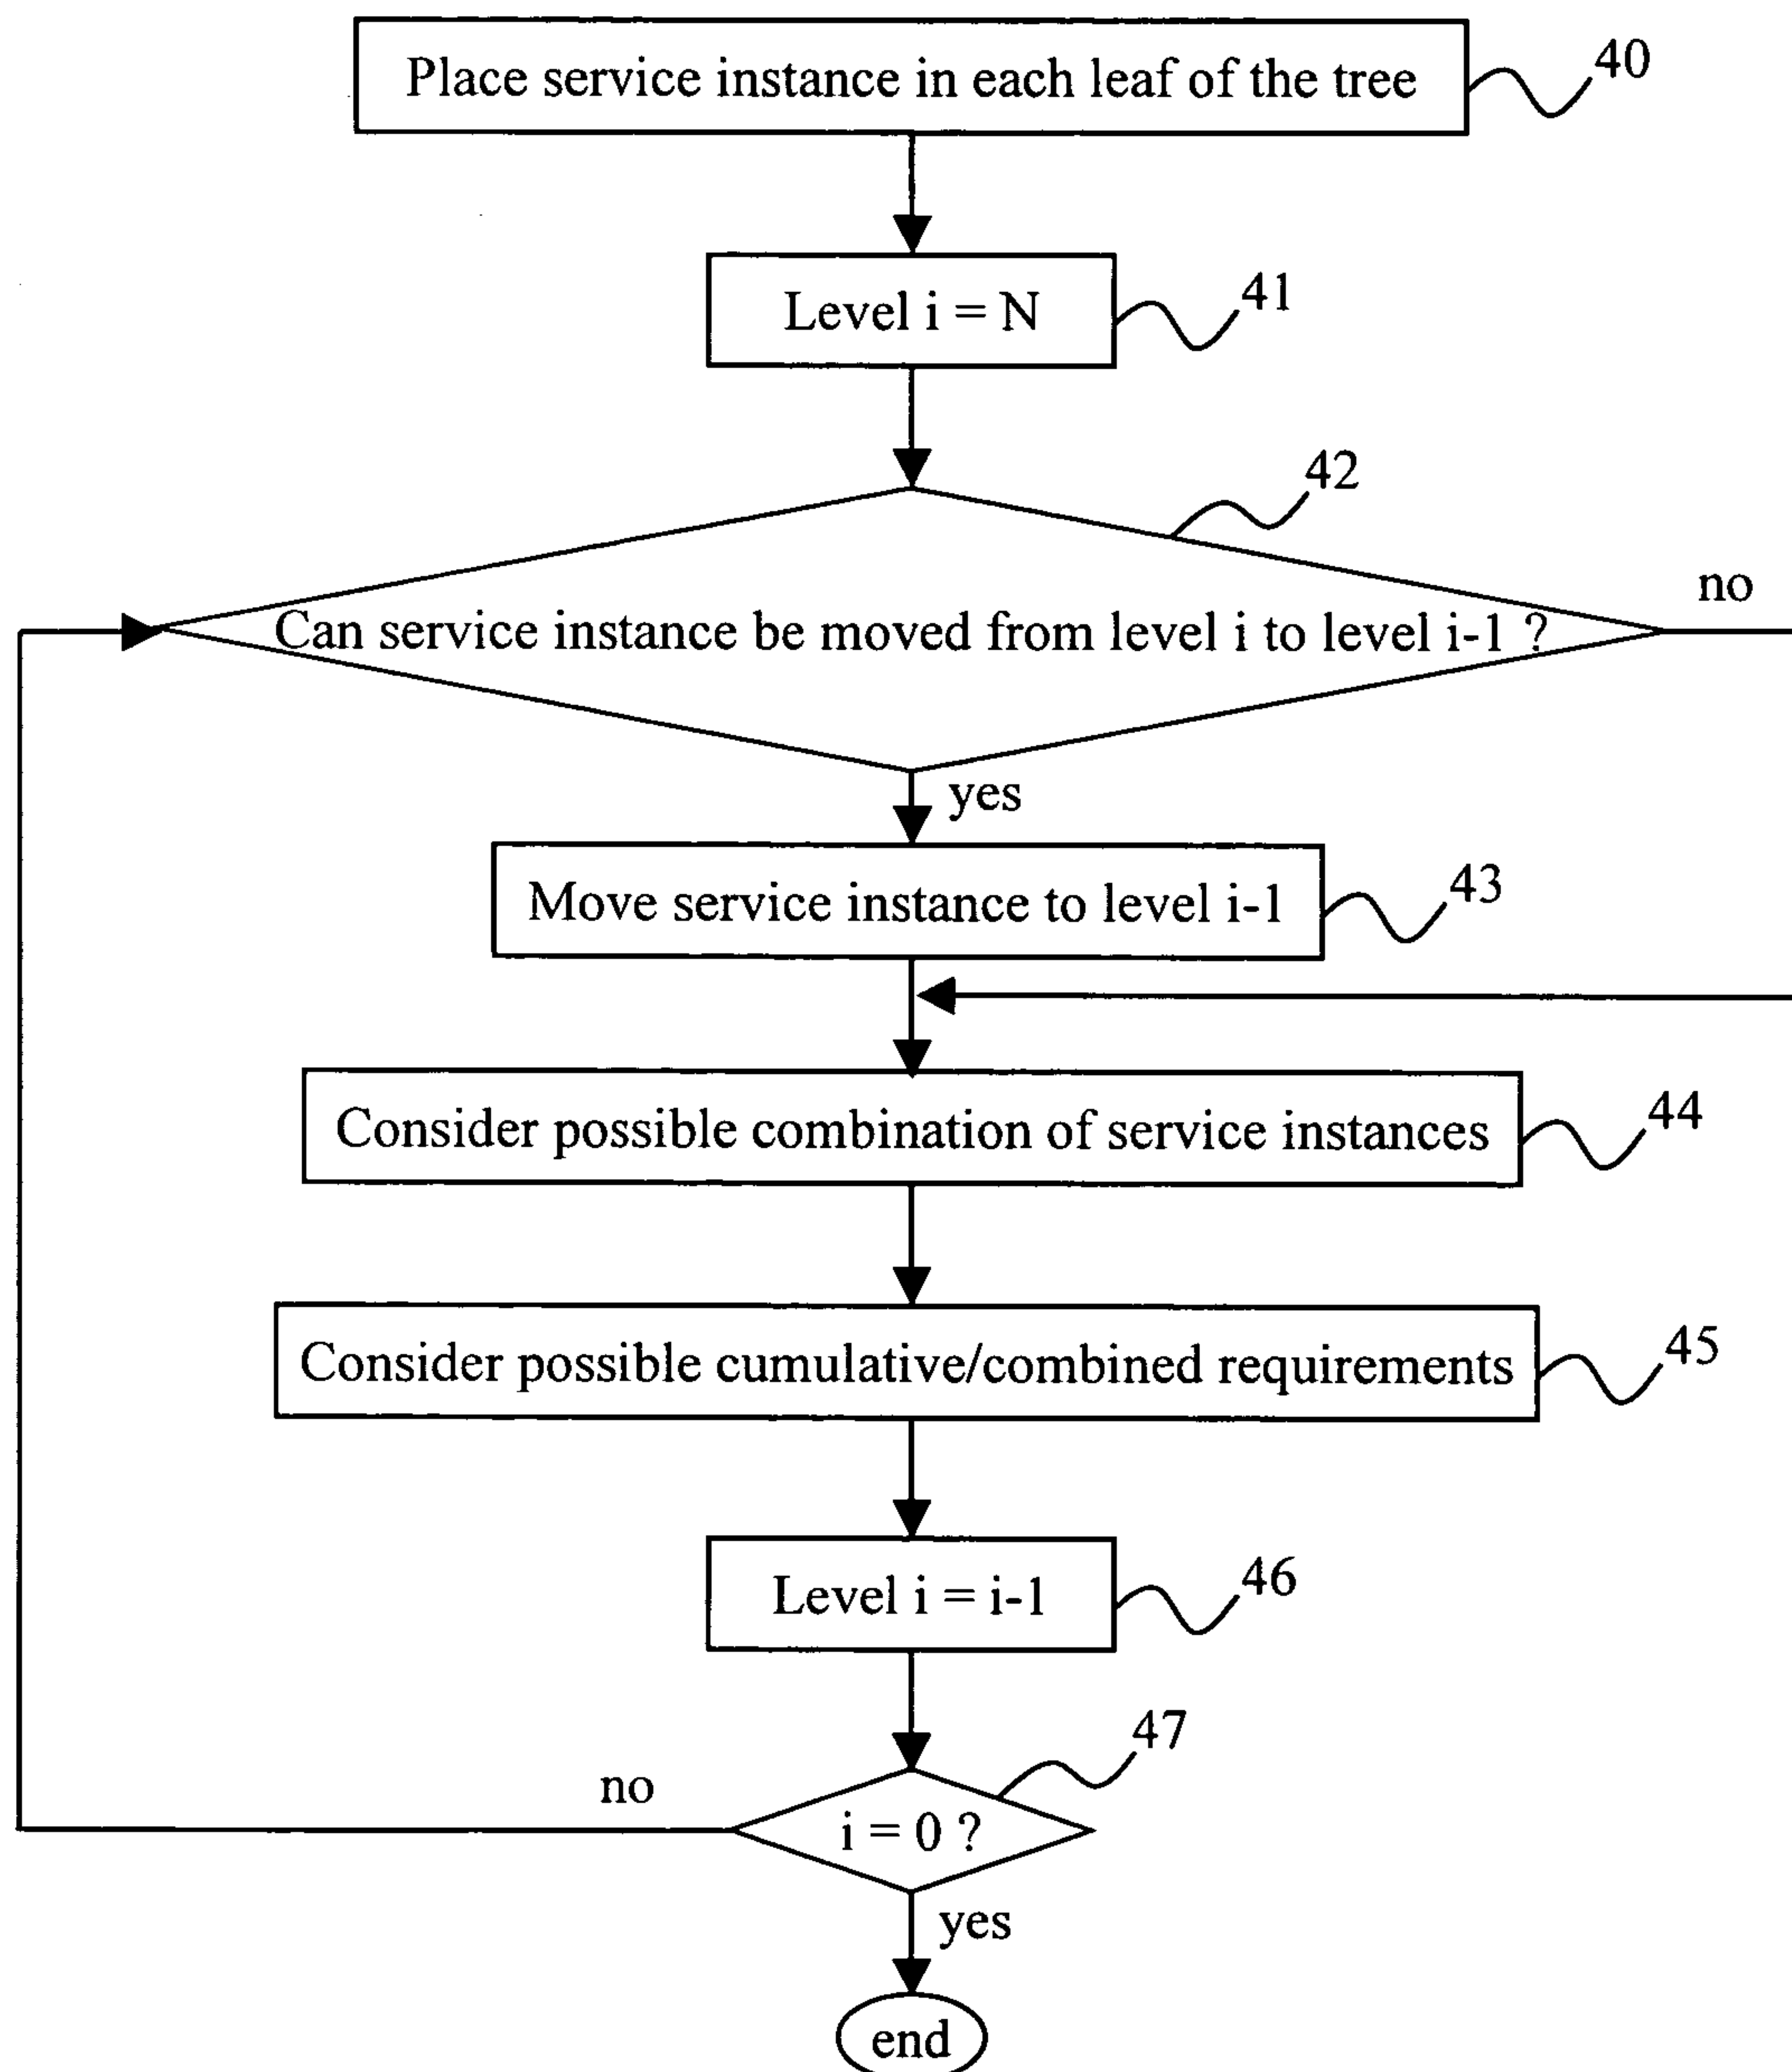 Place service instance in each leaf of the tree
40
Level i = N
41
42
no
Can service instance be moved from level i to level i-1 ?
yes
Move service instance to level i-1
43
Consider possible combination of service instances
44
Consider possible cumulative/combined requirements
45
Level i = i-1
46
47
no
i = 0 ?
yes
end